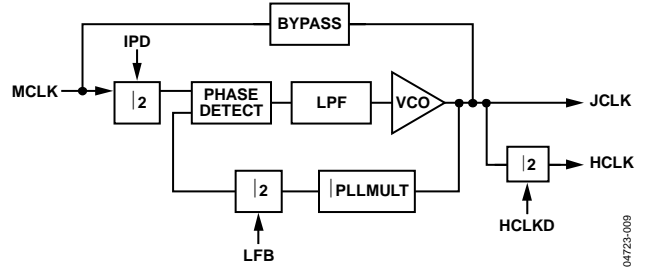 BYPASS
IPD
MCLK
|2
PHASE
DETECT
LPF
VCO
JCLK
|2
|PLLMULT
|2
HCLK
LFB
HCLKD
04723-009